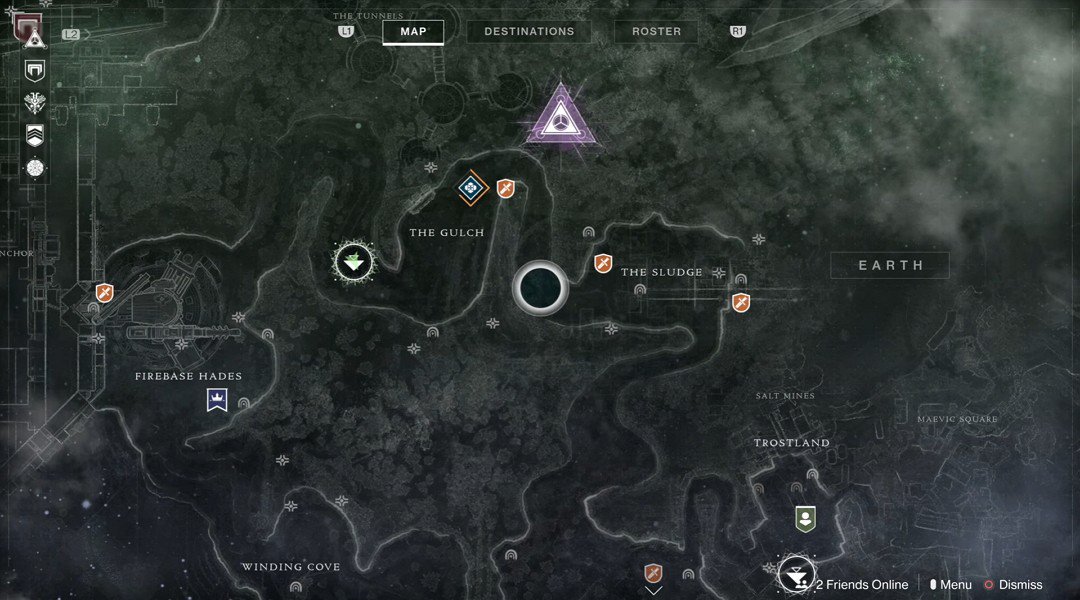 THE TUNNELS
L2
L1
MAP
DESTINATIONS
ROSTER
R1
THE GULCH
NCHOR
THE SLUDGE
EARTH
FIREBASE HADES
SALT MINES
MAEVIC SQUARE
TROSTLAND
WINDING COVE
2 Friends Online
Menu
Dismiss